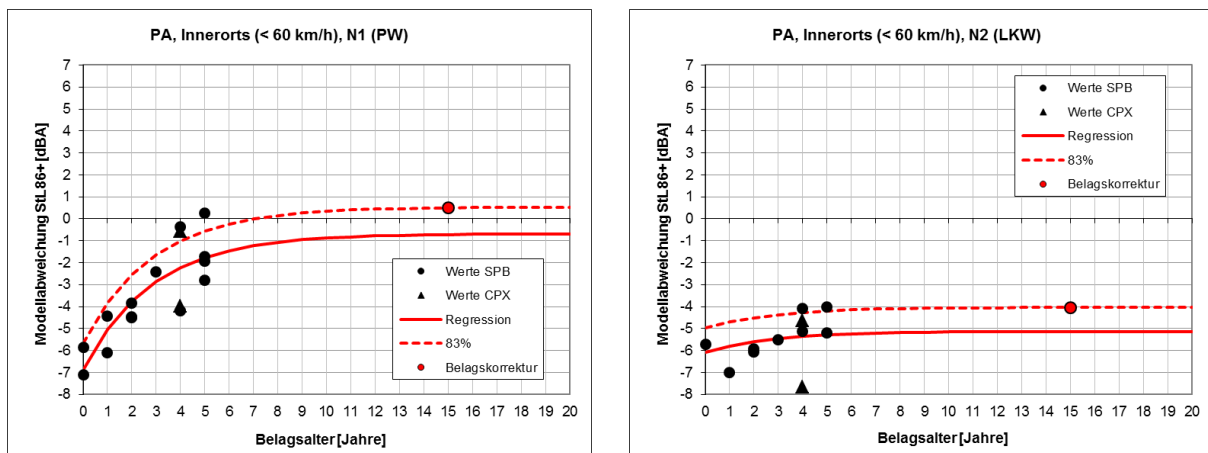 PA, Innerorts (< 60 km/h), N1 (PW)
Modellabweichung StL86+ [dBA]
7
6
5
4
3
2
1
0
-1
-2
-3
-4
-5
-6
-7
-8
Werte SPB
Werte CPX
Regression
83%
Belagskorrektur
0 1 2 3 4 5 6 7 8 9 10 11 12 13 14 15 16 17 18 19 20
Belagsalter [Jahre]
PA, Innerorts (< 60 km/h), N2 (LKW)
Modellabweichung StL86+ [dBA]
7
6
5
4
3
2
1
0
-1
-2
-3
-4
-5
-6
-7
-8
Werte SPB
Werte CPX
Regression
83%
Belagskorrektur
0 1 2 3 4 5 6 7 8 9 10 11 12 13 14 15 16 17 18 19 20
Belagsalter [Jahre]